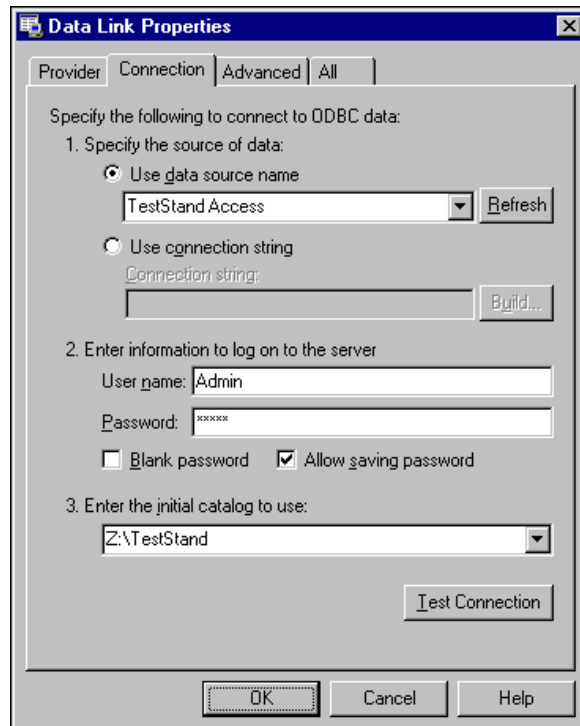 Data Link Properties
Provider Connection Advanced All
Specify the following to connect to ODBC data:
1. Specify the source of data:
Use data source name
TestStand Access Refresh
Use connection string
Connection string:
Build...
2. Enter information to log on to the server
User name: Admin
Password: *****
Blank password Allow saving password
3. Enter the initial catalog to use:
Z:\TestStand
Test Connection
OK Cancel Help